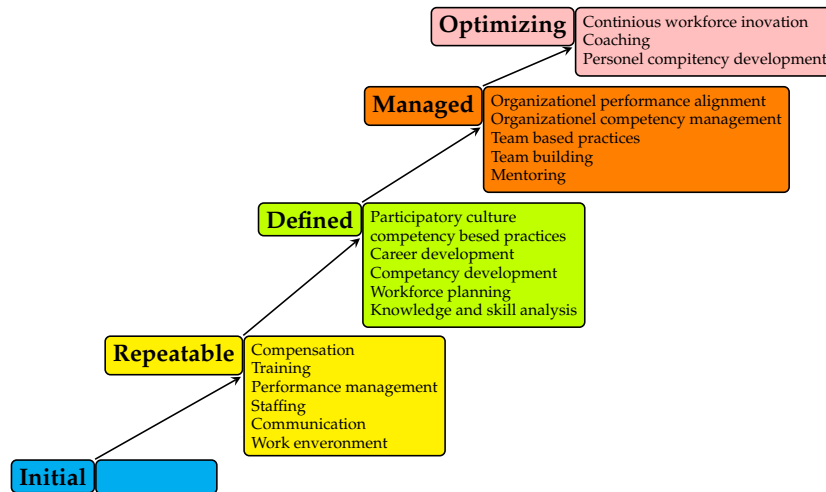 Optimizing
Continious workforce inovation
Coaching
Personel compitency development
Managed
Organizationel performance alignment
Organizationel competency management
Team based practices
Team building
Mentoring
Defined
Participatory culture
competency besed practices
Career development
Competancy development
Workforce planning
Knowledge and skill analysis
Repeatable
Compensation
Training
Performance management
Staffing
Communication
Work enveronment
Initial